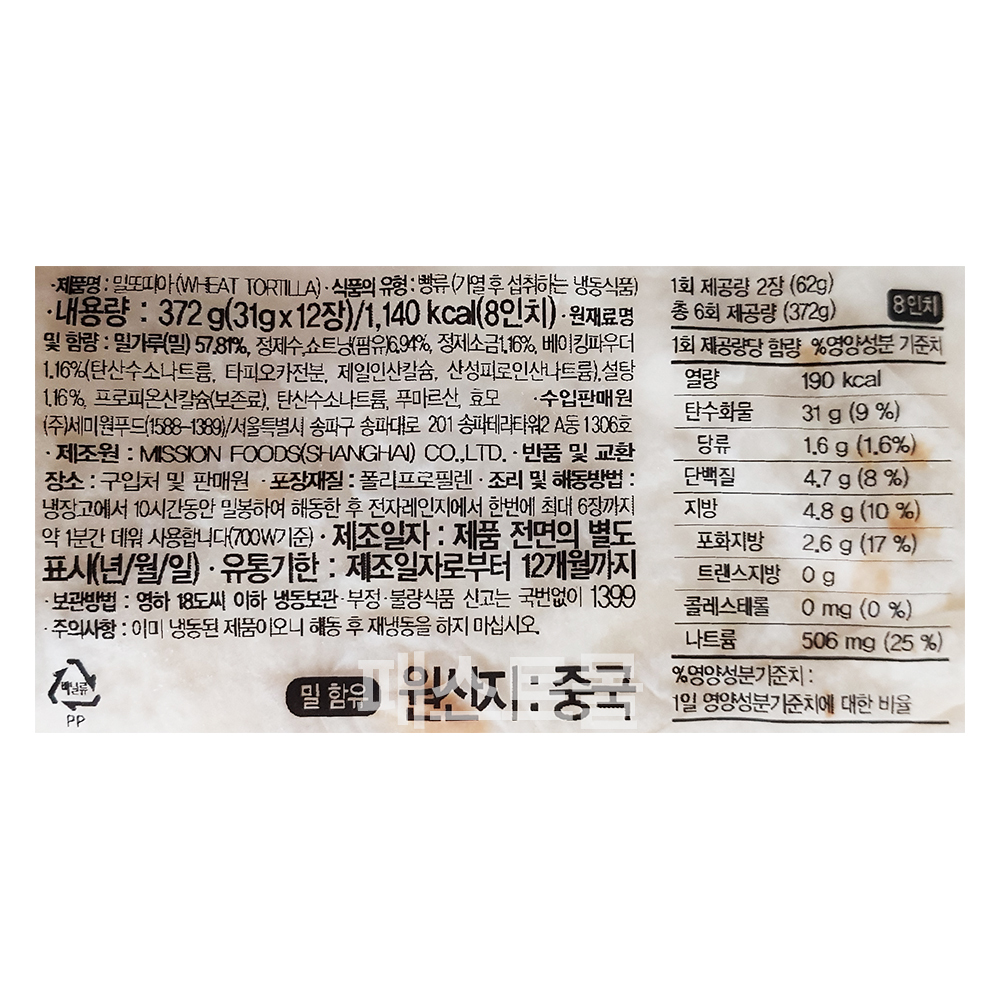 ·제품명 : 밀또띠아(WHEAT TORTILLA) · 식품의 유형 : 빵류 (가열 후 섭취하는 냉동식품)
·내용량 : 372 g(31g x 12장)/1,140 kcal(8인치) · 원재료명
및 함량 : 밀가루(밀) 57.81%, 정제수,쇼트닝(팜유)6.94%, 정제소금1.16%, 베이킹파우더
1.16%(탄산수소나트륨, 타피오카전분, 제일인산칼슘, 산성피로인산나트륨),설탕
1.16%, 프로피온산칼슘(보존료), 탄산수소나트륨, 푸마르산, 효모 ·수입판매원
(주)세미원푸드(1588-1389)/서울특별시 송파구 송파대로 201 송파테라타워2 A동 1306호
· 제조원 : MISSION FOODS(SHANGHAI) CO.,LTD. · 반품 및 교환
장소 : 구입처 및 판매원 · 포장재질 : 폴리프로필렌 · 조리 및 해동방법 :
냉장고에서 10시간동안 밀봉하여 해동한 후 전자레인지에서 한번에 최대 6장까지
약 1분간 데워 사용합니다(700W기준) · 제조일자 : 제품 전면의 별도
표시(년/월/일) · 유통기한 : 제조일자로부터 12개월까지
· 보관방법 : 영하 18도씨 이하 냉동보관 · 부정·불량식품 신고는 국번없이 1399
· 주의사항 : 이미 냉동된 제품이오니 해동 후 재냉동을 하지 마십시오.
비닐류
PP
밀 함유
원산지 : 중국
1회 제공량 2장 (62g)
총 6회 제공량 (372g)
8인치
1회 제공량당 함량 %영양성분 기준치
열량 190 kcal
탄수화물 31 g (9 %)
당류 1.6 g (1.6%)
단백질 4.7 g (8 %)
지방 4.8 g (10 %)
포화지방 2.6 g (17 %)
트랜스지방 0 g
콜레스테롤 0 mg (0 %)
나트륨 506 mg (25 %)
%영양성분기준치 :
1일 영양성분기준치에 대한 비율